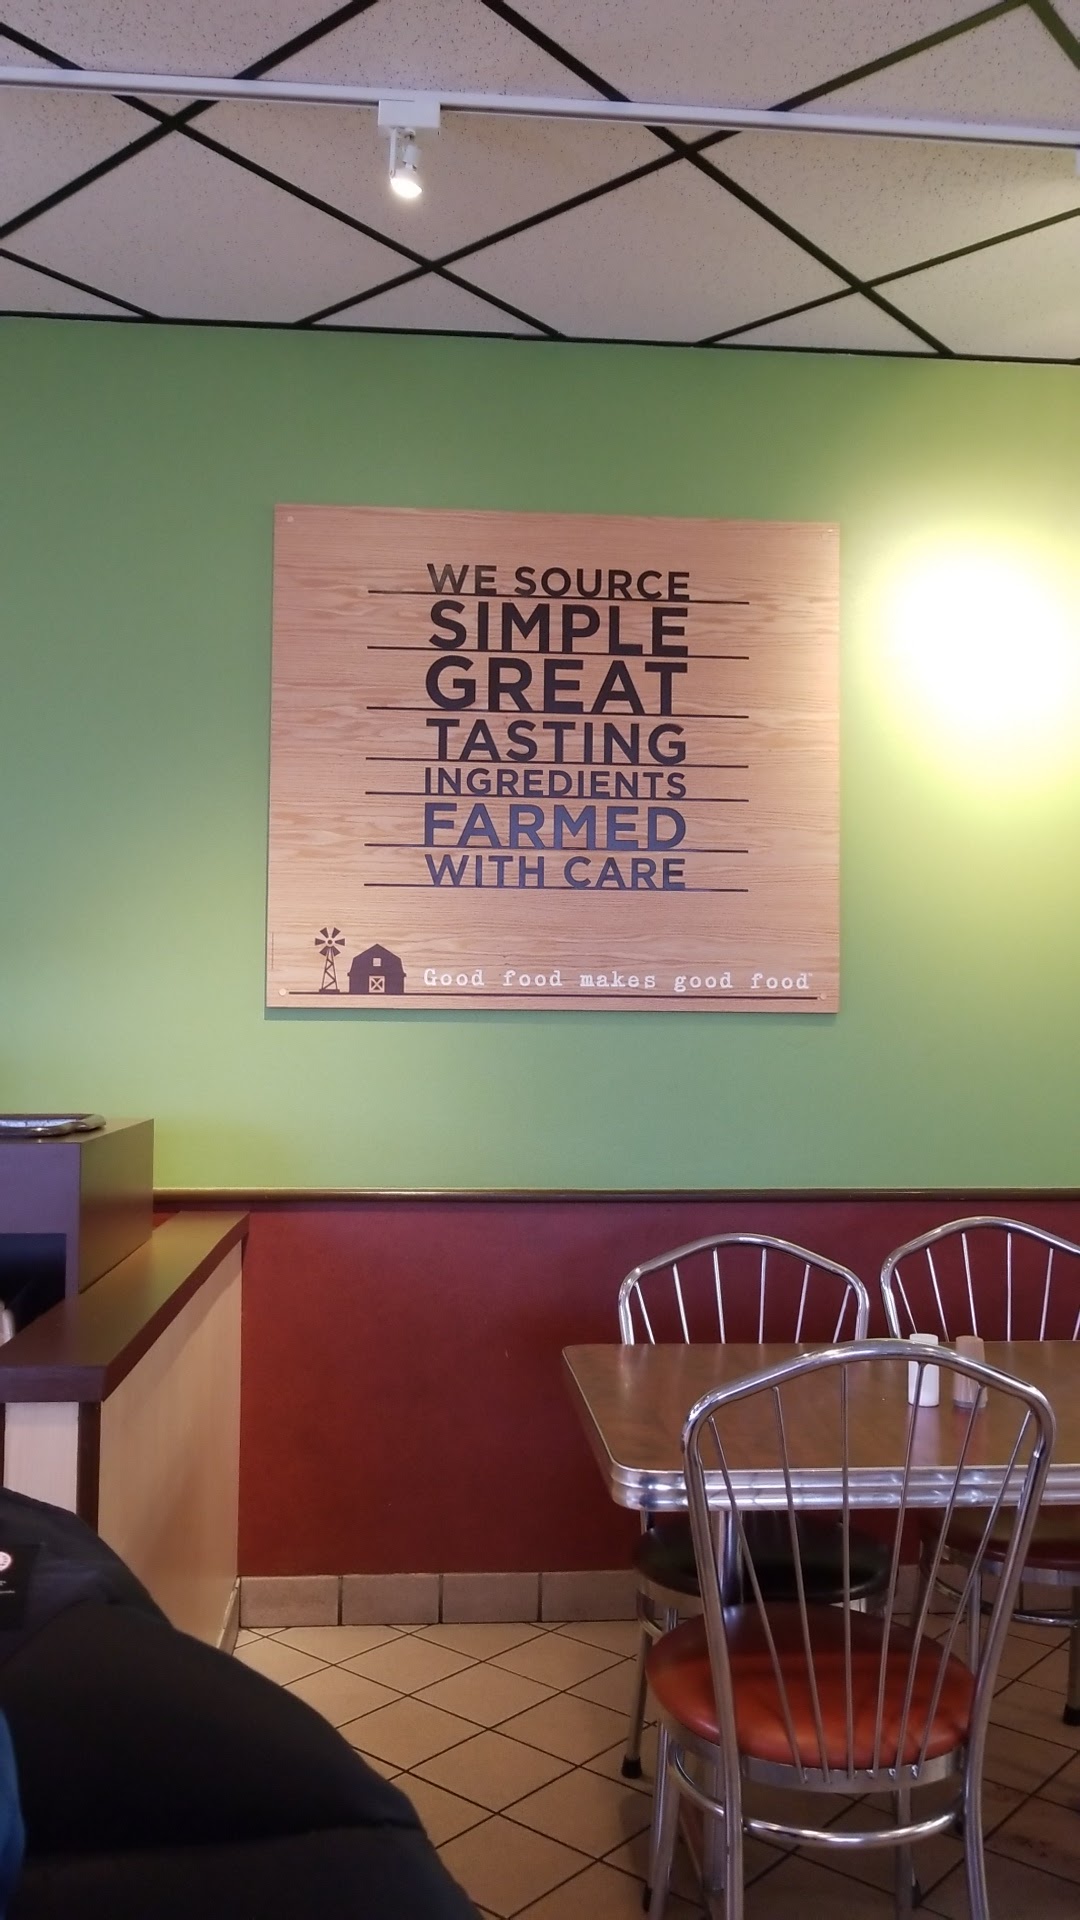 WE SOURCE
SIMPLE
GREAT
TASTING
INGREDIENTS
FARMED
WITH CARE
Good food makes good food